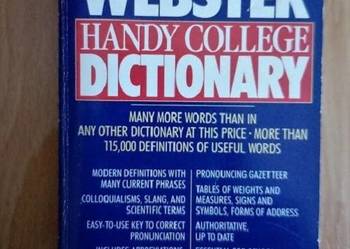 WEBSTER
HANDY COLLEGE
DICTIONARY
MANY MORE WORDS THAN IN
ANY OTHER DICTIONARY AT THIS PRICE · MORE THAN
115,000 DEFINITIONS OF USEFUL WORDS
MODERN DEFINITIONS WITH
MANY CURRENT PHRASES
COLLOQUIALISMS, SLANG, AND
SCIENTIFIC TERMS
EASY-TO-USE KEY TO CORRECT
PRONUNCIATION
INCLUDES ABBREVIATIONS
PRONOUNCING GAZETTEER
TABLES OF WEIGHTS AND
MEASURES, SIGNS AND
SYMBOLS, FORMS OF ADDRESS
AUTHORITATIVE,
UP TO DATE